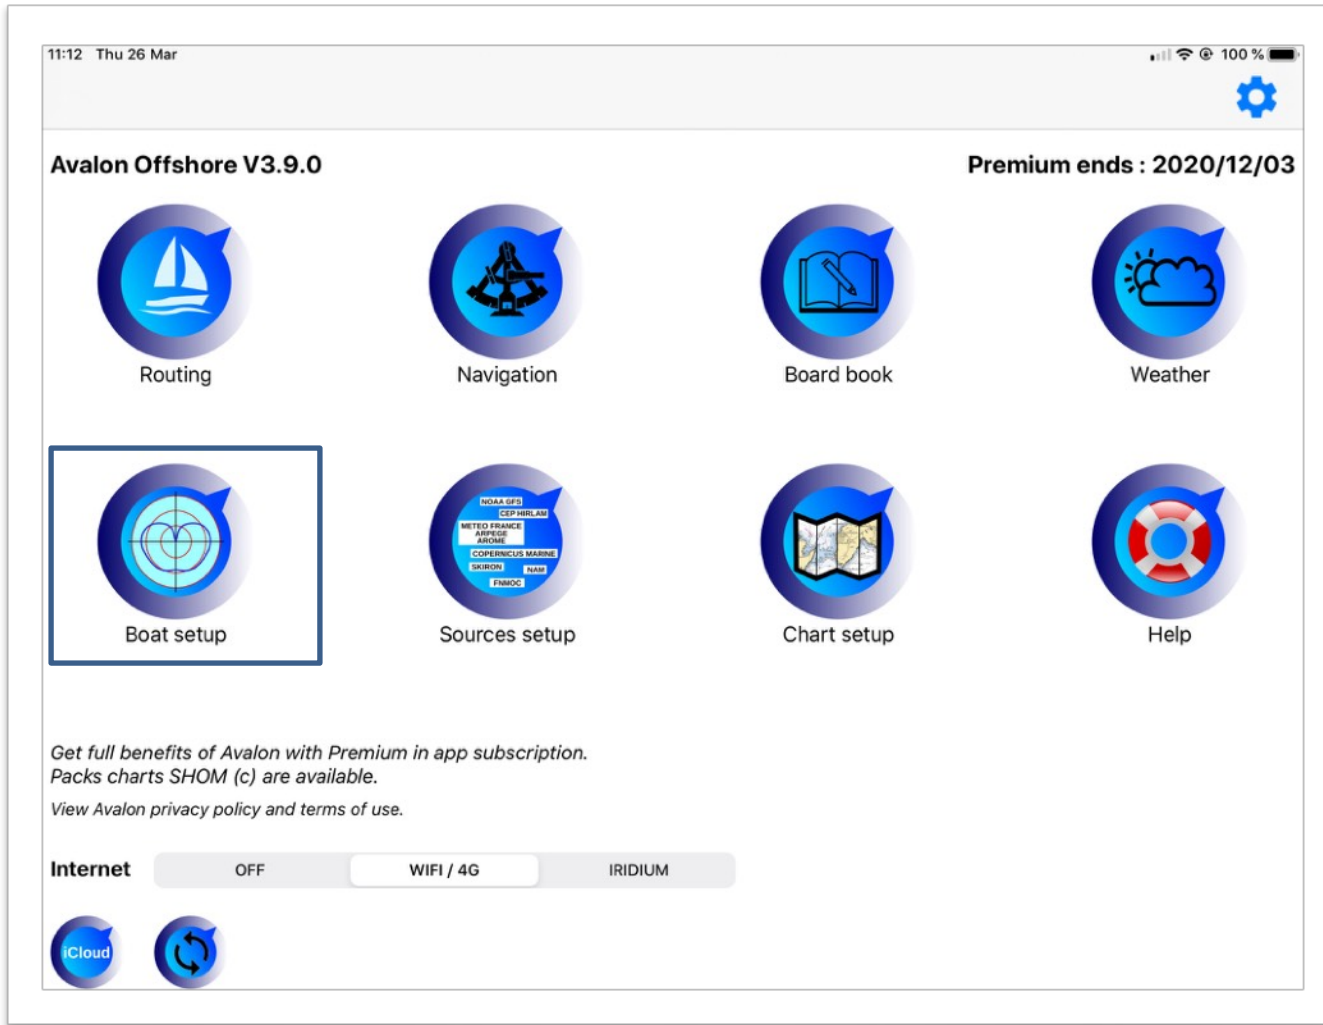 11:12 Thu 26 Mar
100 %
Avalon Offshore V3.9.0
Premium ends : 2020/12/03
Routing
Navigation
Board book
Weather
NOAA GFS
CEP HIRLAM
METEO FRANCE
ARPEGE
AROME
COPERNICUS MARINE
SKIRON
NAM
FNMOC
Boat setup
Sources setup
Chart setup
Help
Get full benefits of Avalon with Premium in app subscription.
Packs charts SHOM (c) are available.
View Avalon privacy policy and terms of use.
Internet
OFF
WIFI / 4G
IRIDIUM
iCloud